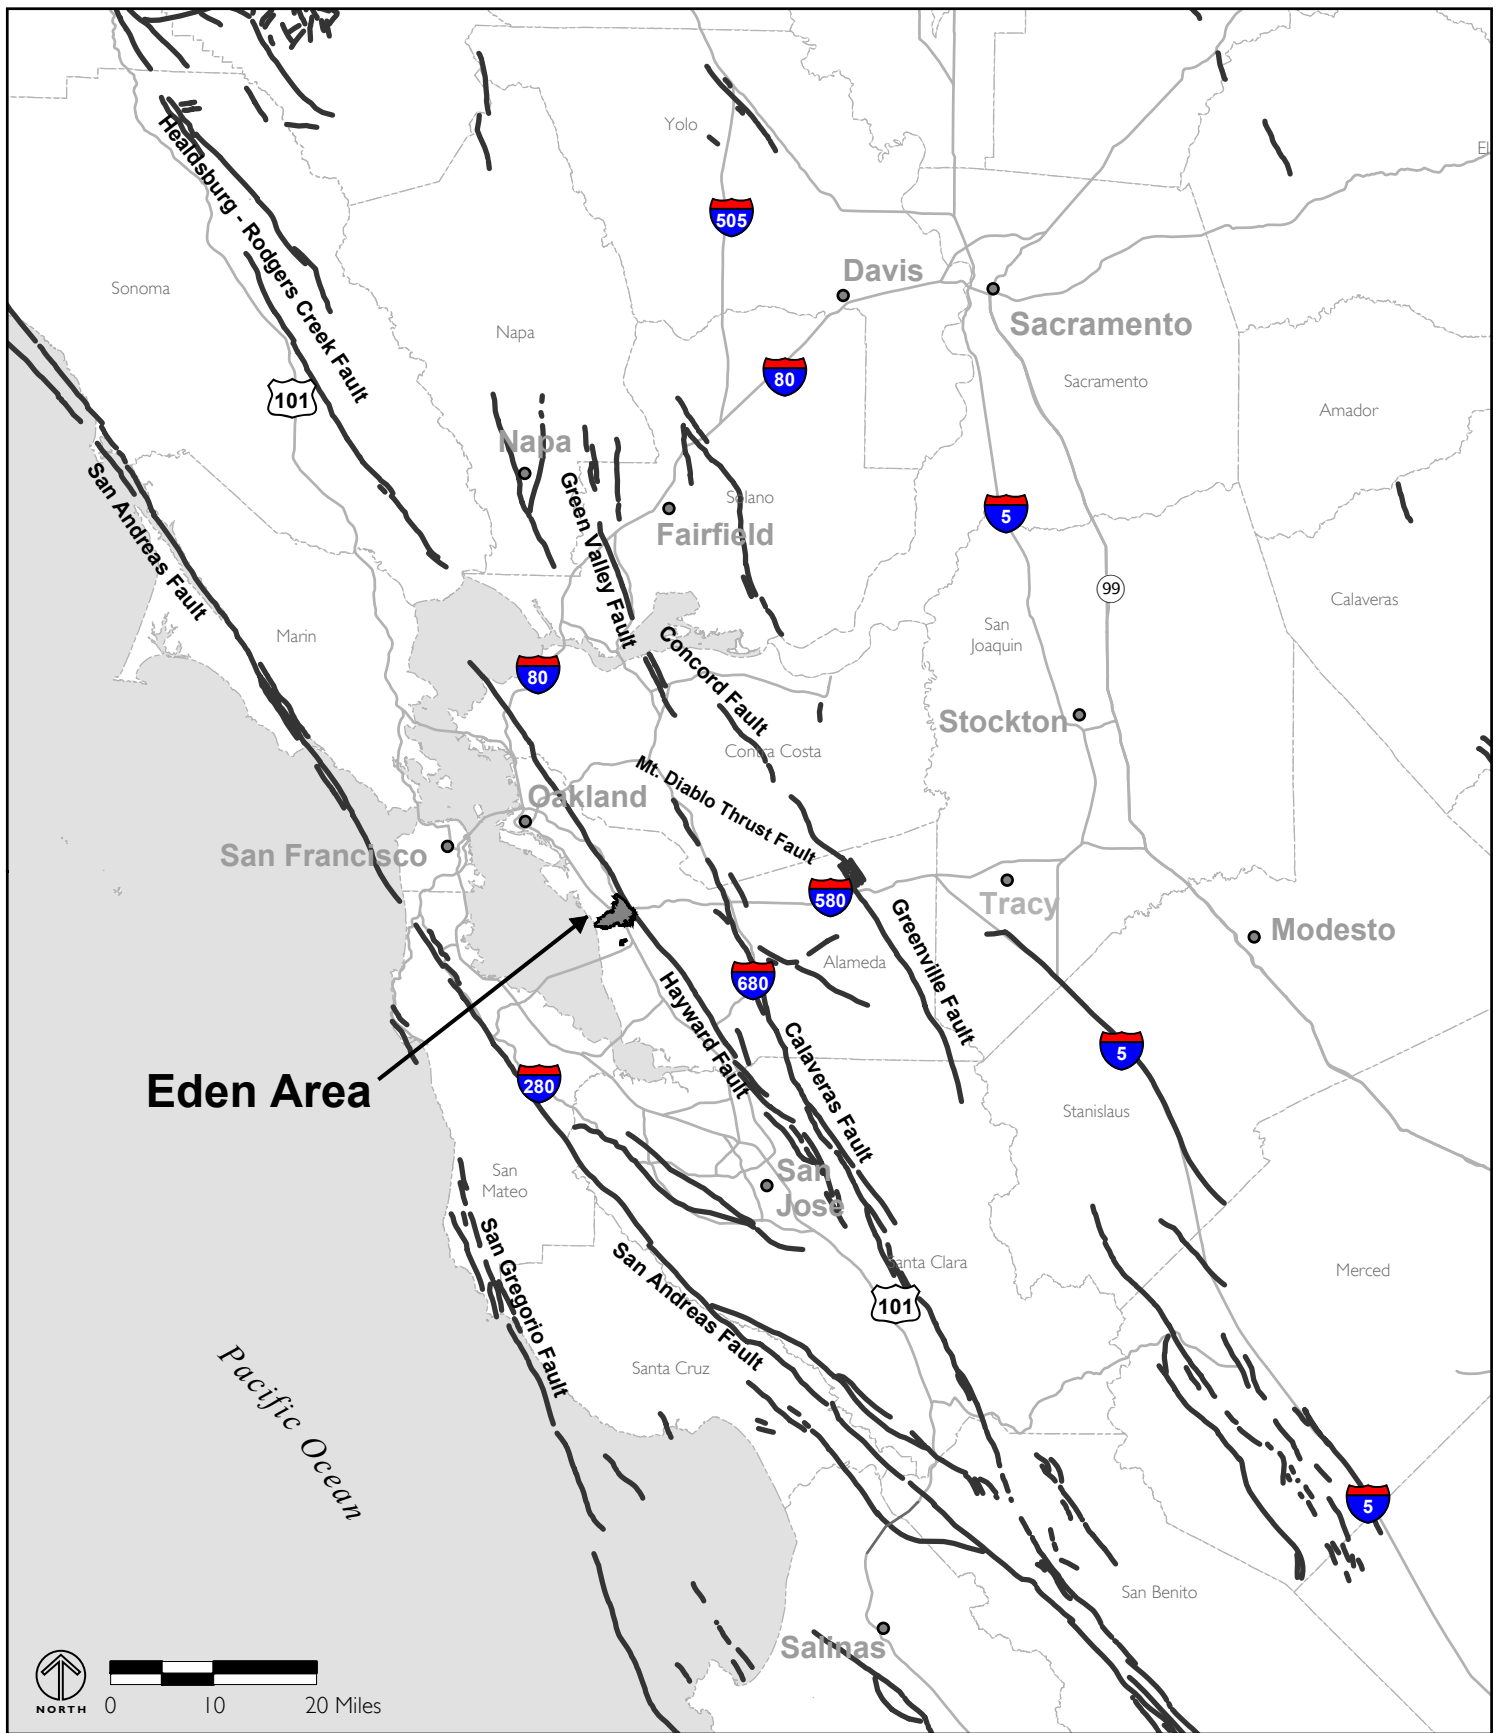 Yolo
El
Healdsburg - Rodgers Creek Fault
505
Davis
Sonoma
Sacramento
Napa
80
Sacramento
101
Amador
Napa
San Andreas Fault
Green Valley Fault
Solano
Fairfield
5
99
Calaveras
Marin
San
Joaquin
Concord Fault
80
Stockton
Contra Costa
Mt. Diablo Thrust Fault
Oakland
San Francisco
580
Tracy
Greenville Fault
Modesto
Alameda
680
Hayward Fault
Calaveras Fault
5
Eden Area
280
Stanislaus
San
Mateo
San
Jose
San Gregorio Fault
San Andreas Fault
Santa Clara
Merced
101
Santa Cruz
Pacific Ocean
5
San Benito
Salinas
NORTH
0 10 20 Miles